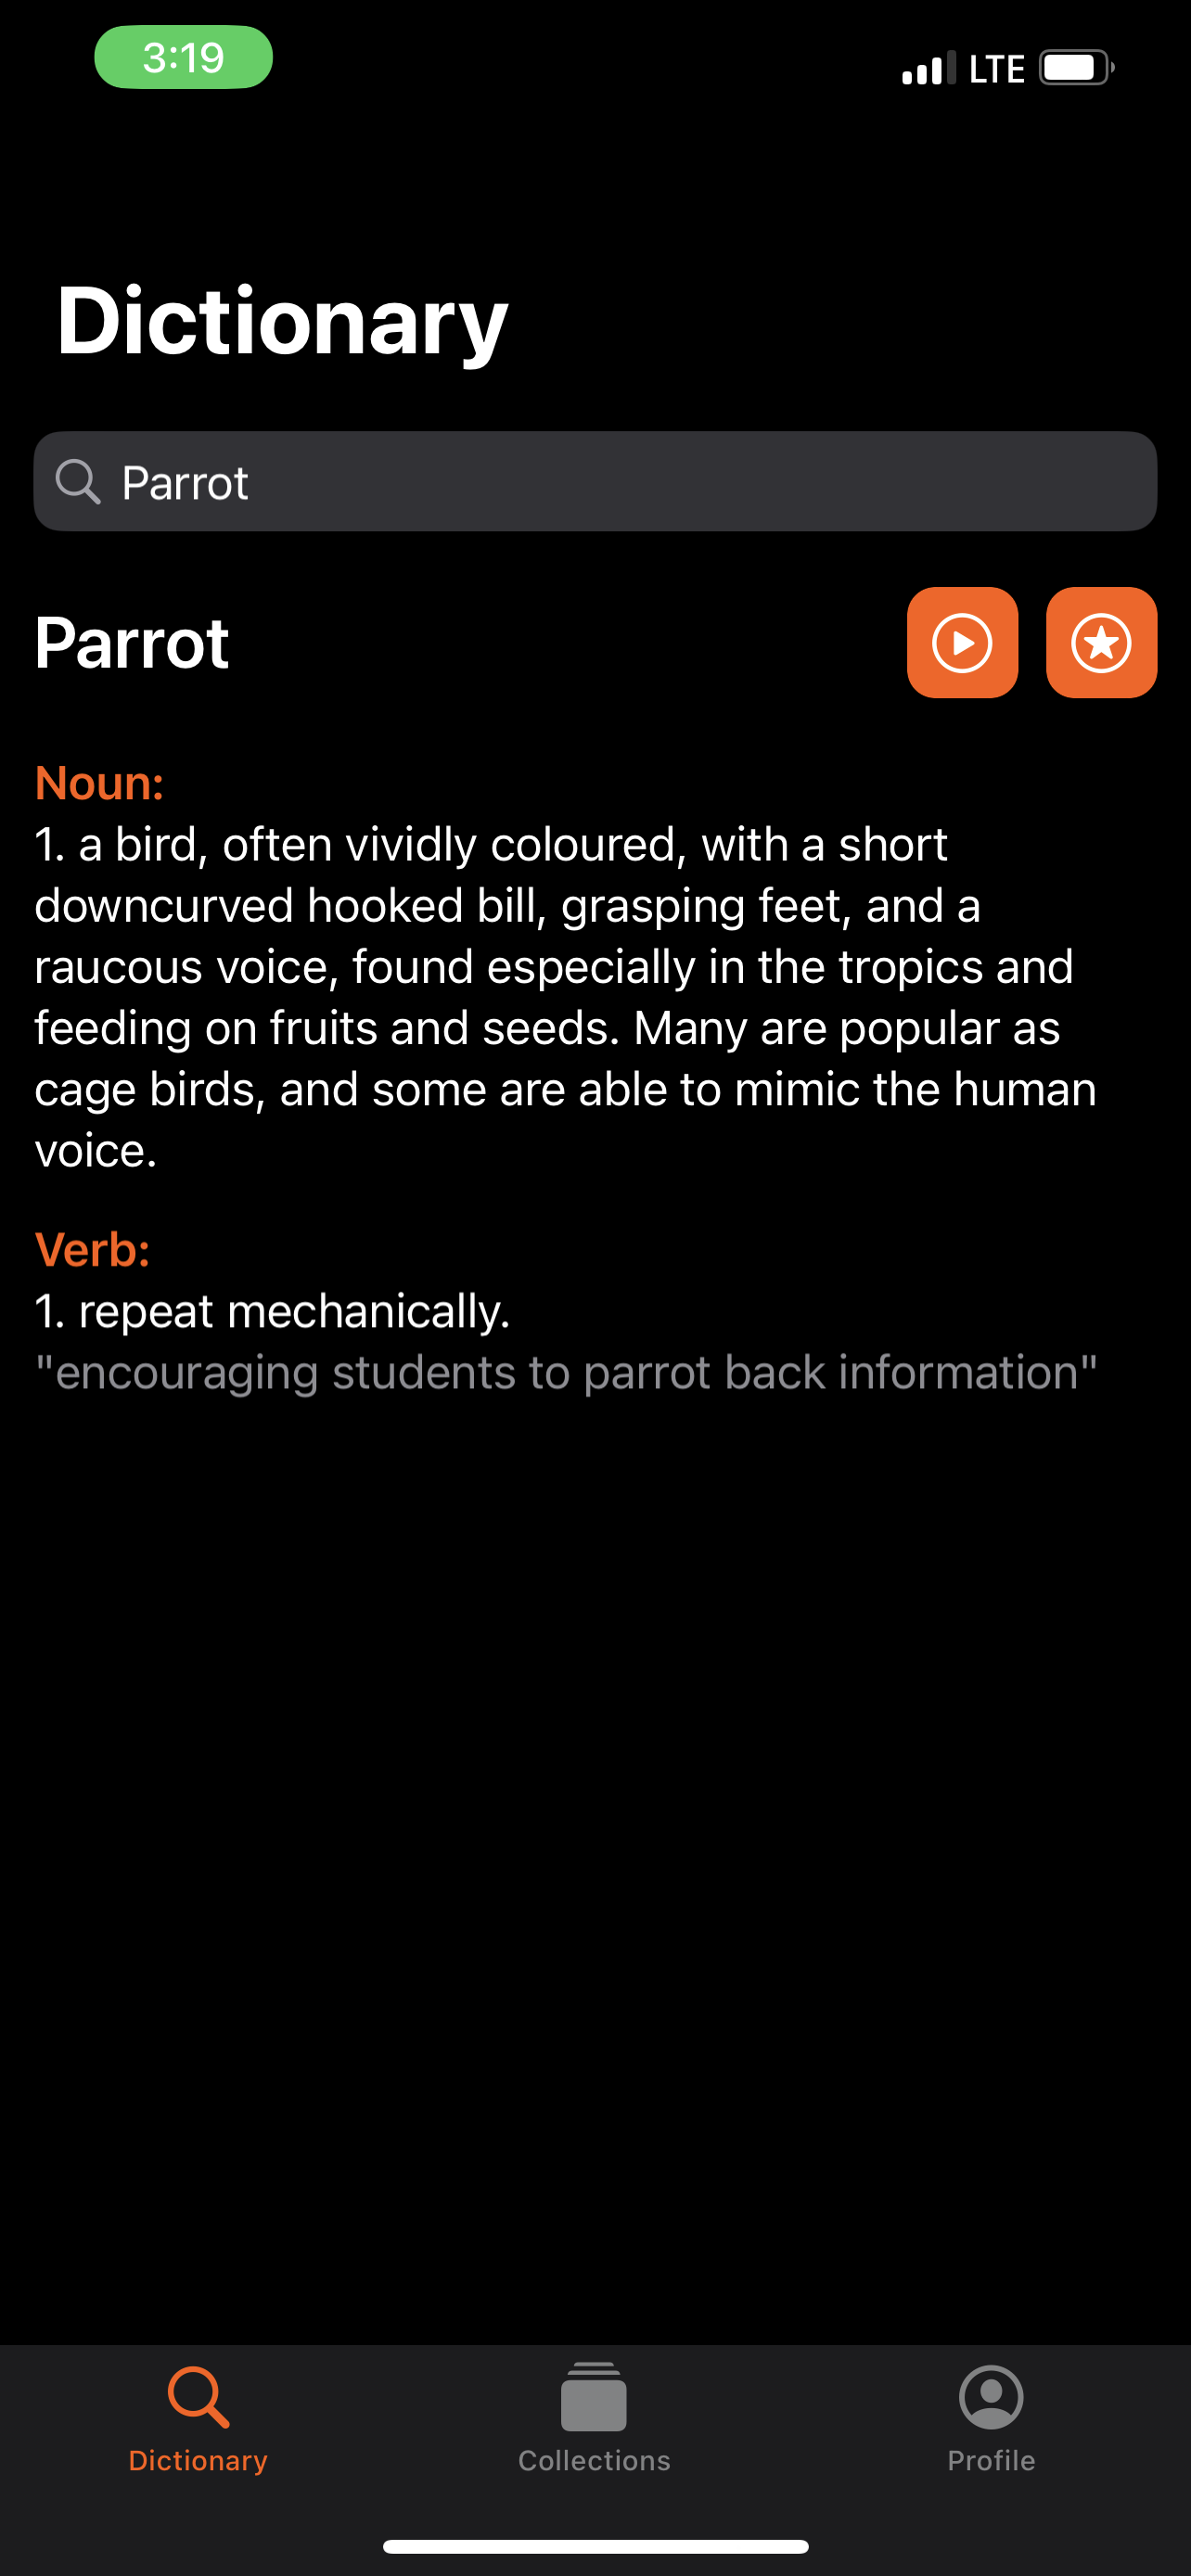 3:19
LTE
Dictionary
Parrot
Parrot
Noun:
1. a bird, often vividly coloured, with a short
downcurved hooked bill, grasping feet, and a
raucous voice, found especially in the tropics and
feeding on fruits and seeds. Many are popular as
cage birds, and some are able to mimic the human
voice.
Verb:
1. repeat mechanically.
"encouraging students to parrot back information"
Dictionary
Collections
Profile